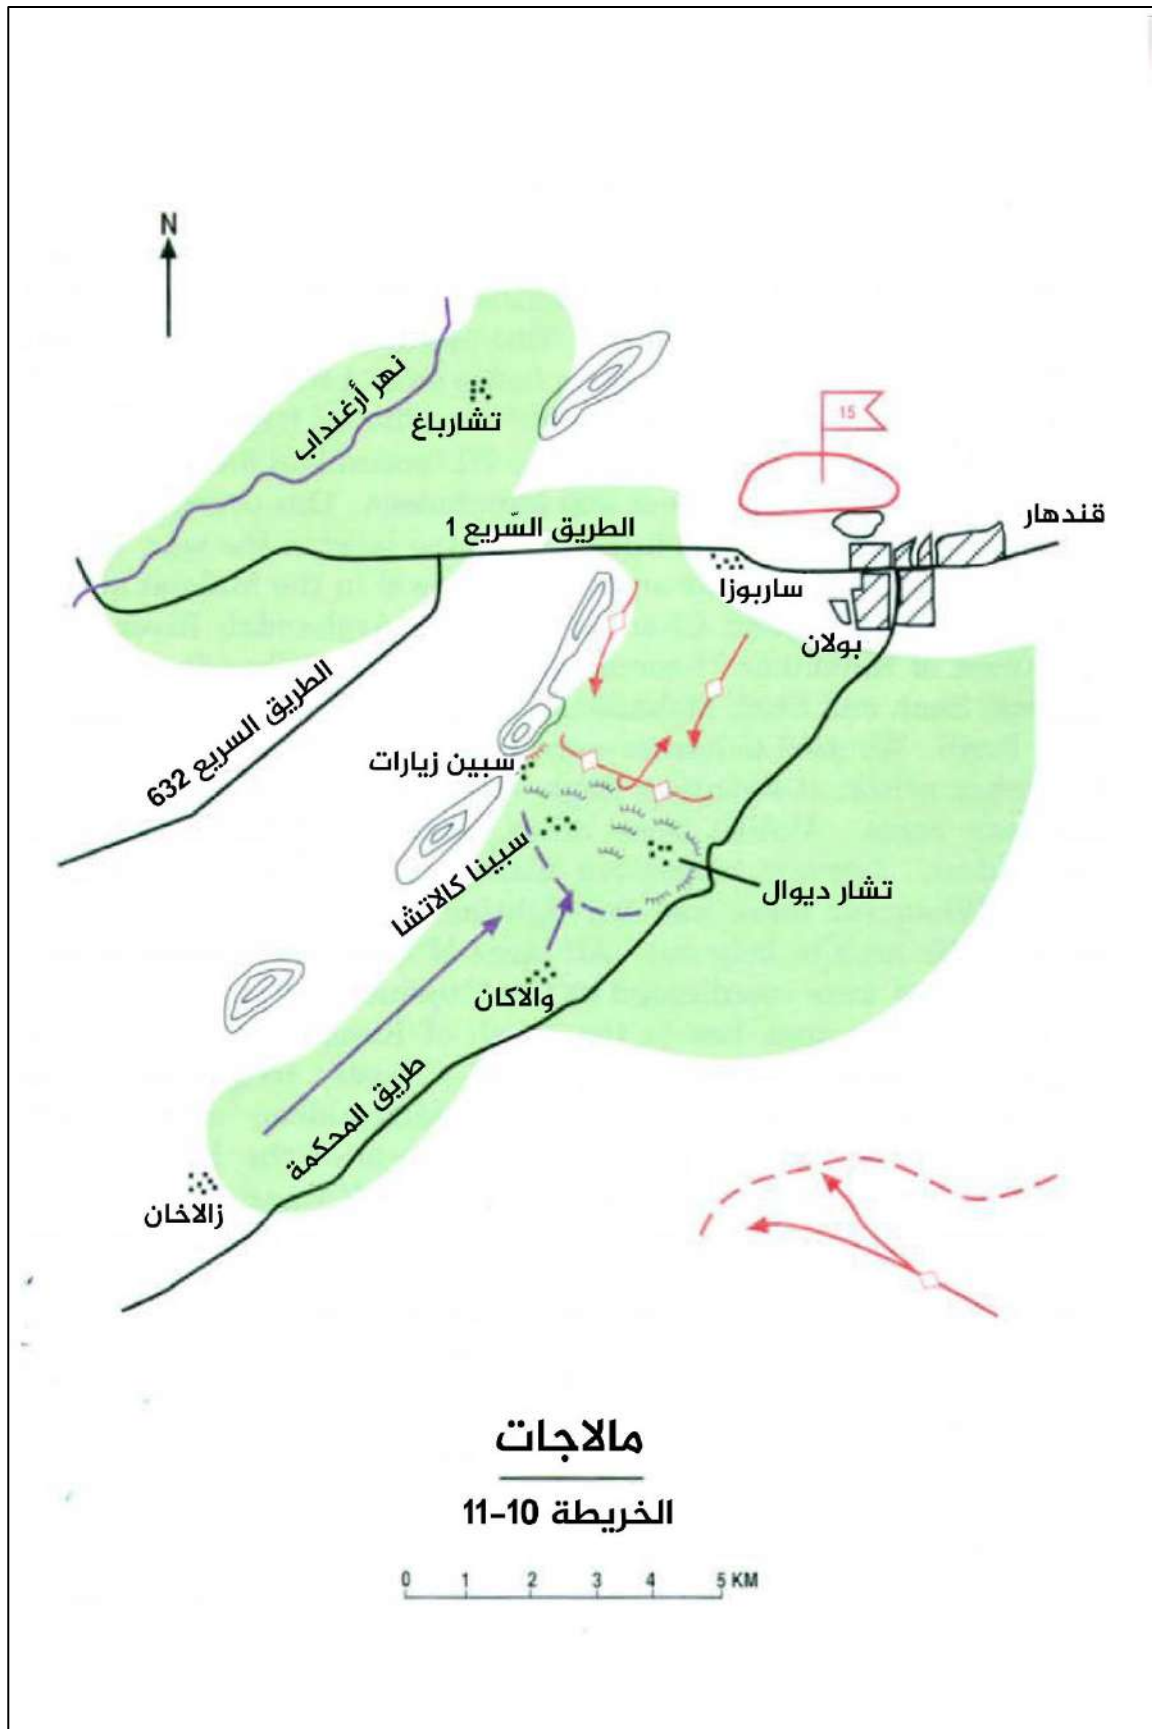 N
نهر أرغنداب
تشارباغ
15
قندهار
الطريق السّريع 1
ساربوزا
بولان
الطريق السريع 632
سبين زيارات
سبينا كالاتشا
تشار ديوال
والاكان
طريق المحكمة
زالاخان
مالاجات
الخريطة 10-11
0 1 2 3 4 5 KM